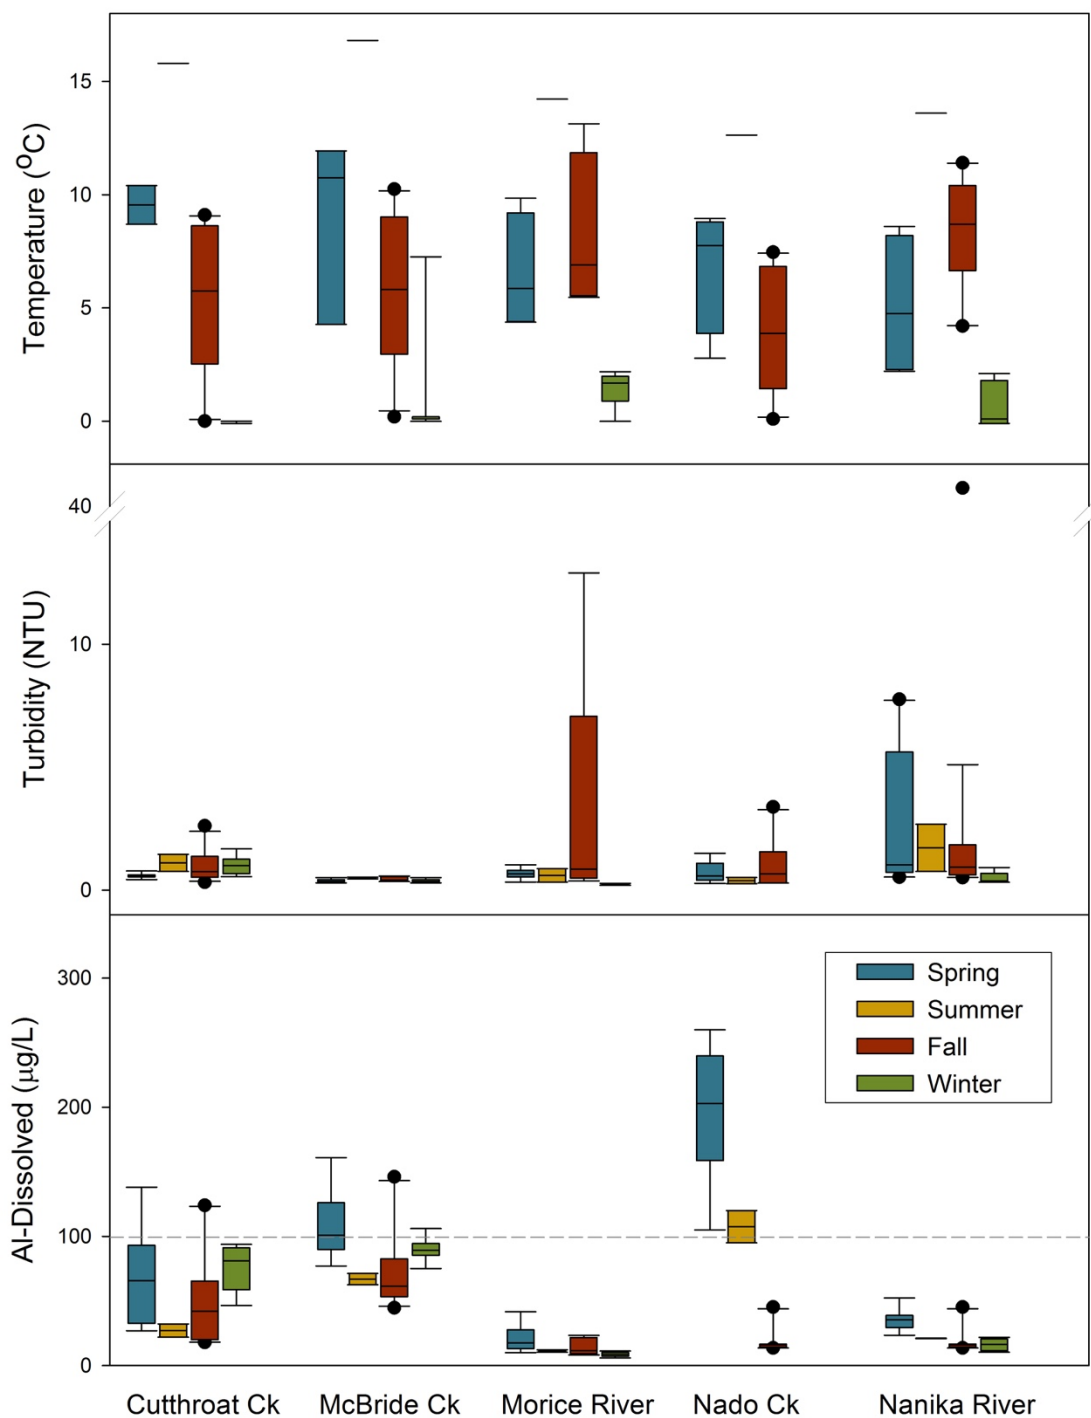 Temperature (°C)
15
10
5
0
Turbidity (NTU)
40
10
0
Al-Dissolved (µg/L)
300
200
100
0
Spring
Summer
Fall
Winter
Cutthroat Ck McBride Ck Morice River Nado Ck Nanika River